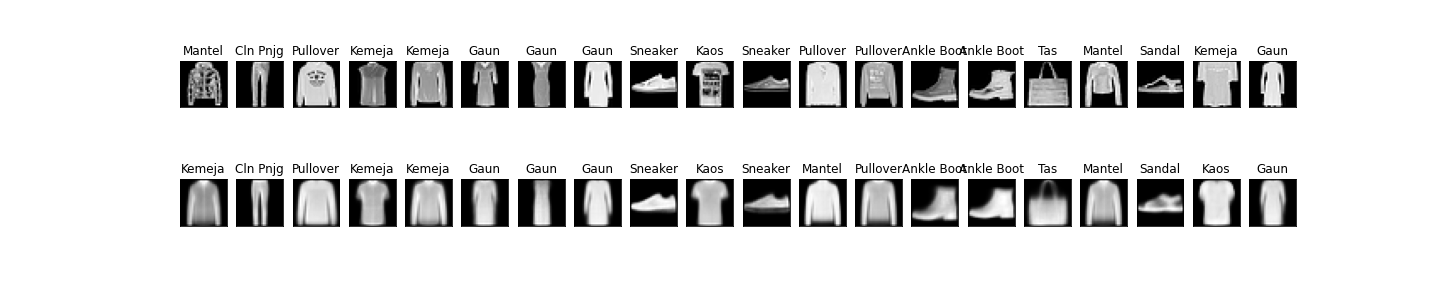 Mantel Cln Pnjg Pullover Kemeja Kemeja Gaun Gaun Gaun Sneaker Kaos Sneaker Pullover Pullover Ankle Boot Ankle Boot Tas Mantel Sandal Kemeja Gaun
Kemeja Cln Pnjg Pullover Kemeja Kemeja Gaun Gaun Gaun Sneaker Kaos Sneaker Mantel Pullover Ankle Boot Ankle Boot Tas Mantel Sandal Kaos Gaun